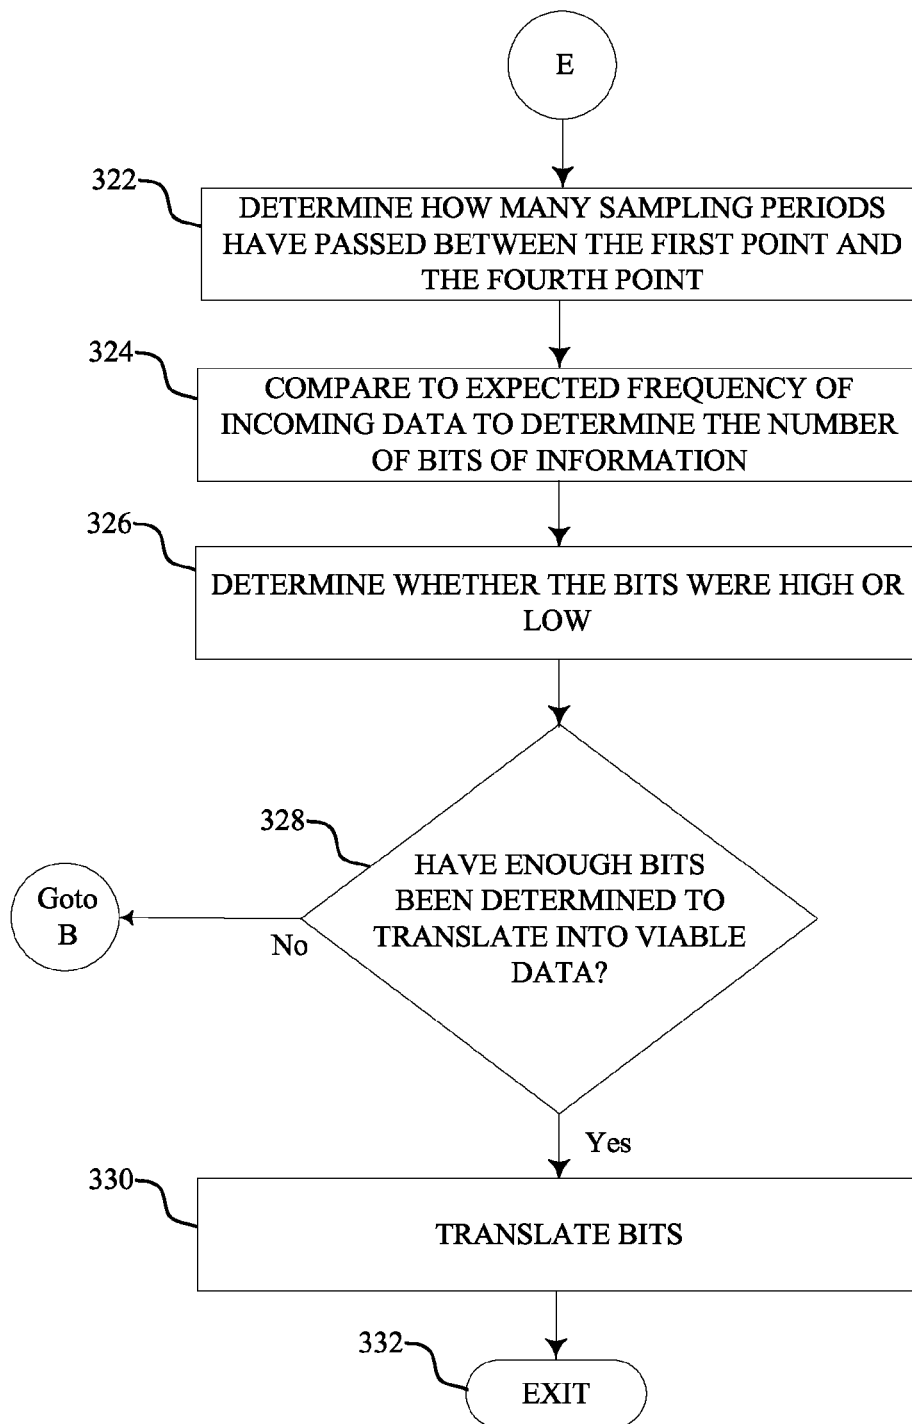 E
322
DETERMINE HOW MANY SAMPLING PERIODS
HAVE PASSED BETWEEN THE FIRST POINT AND
THE FOURTH POINT
324
COMPARE TO EXPECTED FREQUENCY OF
INCOMING DATA TO DETERMINE THE NUMBER
OF BITS OF INFORMATION
326
DETERMINE WHETHER THE BITS WERE HIGH OR
LOW
328
HAVE ENOUGH BITS
BEEN DETERMINED TO
TRANSLATE INTO VIABLE
DATA?
Goto
B
No
Yes
330
TRANSLATE BITS
332
EXIT